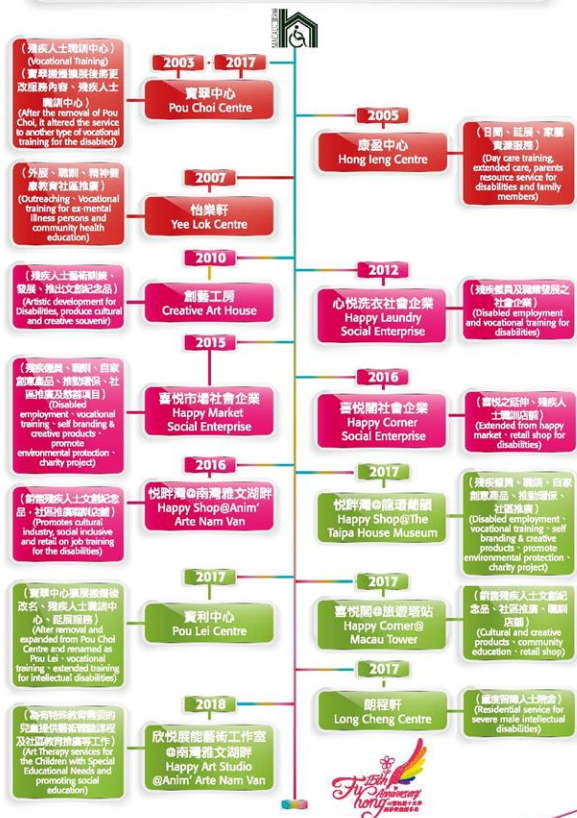 2003
2017
(殘疾人士職訓中心)
(Vocational Training)
(寶翠搬遷擴展後將更
改服務內容、殘疾人士
職訓中心)
(After the removal of Pou
Choi, it altered the service
to another type of vocational
training for the disabled)
寶翠中心
Pou Choi Centre
2005
康盈中心
Hong Ieng Centre
(日間、延展、家屬
資源服務)
(Day care training,
extended care, parents
resource service for
disabilities and family
members)
2007
(外展、職訓、精神健
康教育社區推廣)
(Outreaching、Vocational
training for ex-mental
illness persons and
community health
education)
怡樂軒
Yee Lok Centre
2010
(殘疾人士藝術訓練、
發展、推出文創紀念品)
(Artistic development for
Disabilities, produce cultural
and creative souvenir)
創藝工房
Creative Art House
2012
心悦洗衣社會企業
Happy Laundry
Social Enterprise
(殘疾僱員及職業發展之
社會企業)
(Disabled employment
and vocational training for
disabilities)
2015
(殘疾僱員、職訓、自家
創意產品、推動環保、社
區推廣及慈善項目)
(Disabled
employment、vocational
training、self branding &
creative products、
promote
environmental protection、
charity project)
喜悦市場社會企業
Happy Market
Social Enterprise
2016
喜悦閣社會企業
Happy Corner
Social Enterprise
(喜悦之延伸、殘疾人
士職訓店舖)
(Extended from happy
market、retail shop for
disabilities)
2016
(銷售殘疾人士文創紀念
品,社區推廣職訓店舖)
(Promotes cultural
industry, social inclusive
and retail on job training
for the disabilities)
悦畔灣@南灣雅文湖畔
Happy Shop@Anim'
Arte Nam Van
2017
悦畔灣@龍環葡韻
Happy Shop@The
Taipa House Museum
(殘疾僱員、職訓、自家
創意產品、推動環保、
社區推廣)
(Disabled employment、
vocational training、self
branding & creative
products、promote
environmental protection、
charity project)
2017
(寶翠中心擴展搬遷後
改名、殘疾人士職訓中
心、延展服務)
(After removal and
expanded from Pou Choi
Centre and renamed as
Pou Lei、vocational
training、extended training
for intellectual disabilities)
寶利中心
Pou Lei Centre
2017
喜悦閣@旅遊塔站
Happy Corner@
Macau Tower
(銷售殘疾人士文創紀
念品、社區推廣、職訓
店舖)
(Cultural and creative
products、community
education、retail shop)
2017
朗程軒
Long Cheng Centre
(嚴重智障人士院舍)
(Residential service for
severe male intellectual
disabilities)
2018
(為有特殊教育需要的
兒童提供藝術體驗課程
及社區教育推廣等工作)
(Art Therapy services for
the Children with Special
Educational Needs and
promoting social
education)
欣悦展能藝術工作室
@南灣雅文湖畔
Happy Art Studio
@Anim' Arte Nam Van
15th
Anniversary
Fu hong